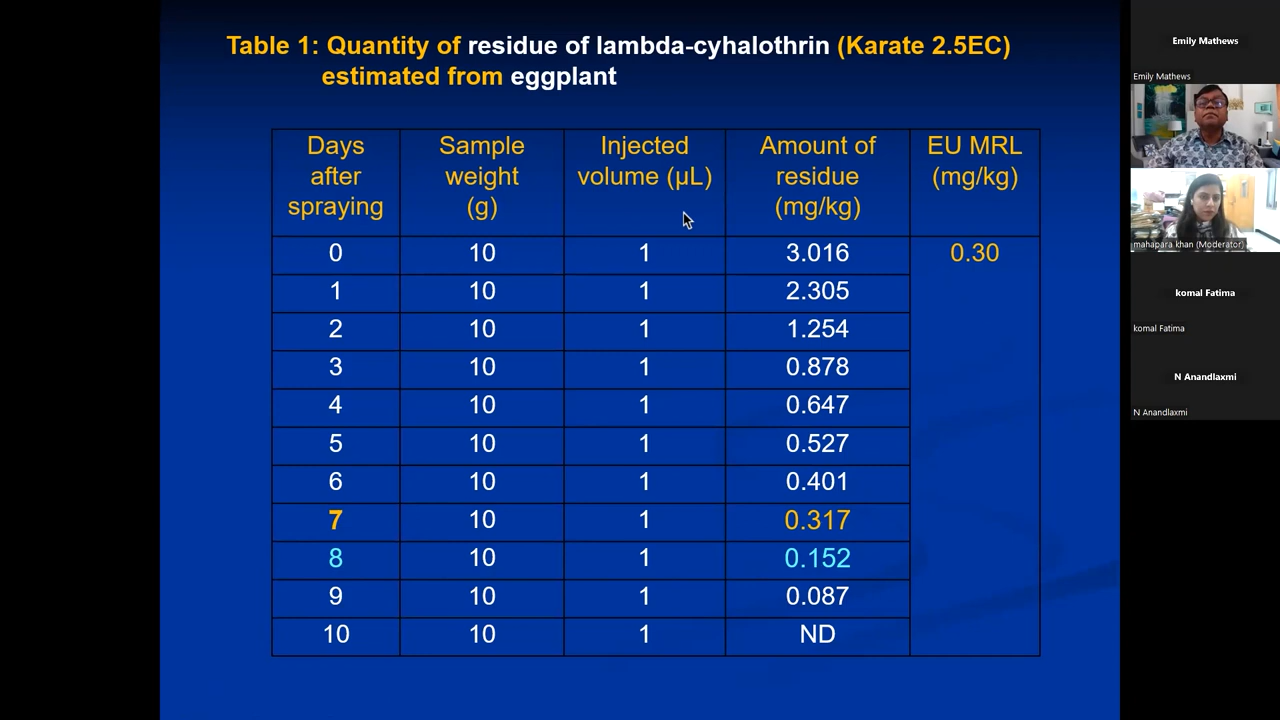 Table 1: Quantity of residue of lambda-cyhalothrin (Karate 2.5EC)
estimated from eggplant
Days after spraying | Sample weight (g) | Injected volume (µL) | Amount of residue (mg/kg) | EU MRL (mg/kg)
0 | 10 | 1 | 3.016 | 0.30
1 | 10 | 1 | 2.305
2 | 10 | 1 | 1.254
3 | 10 | 1 | 0.878
4 | 10 | 1 | 0.647
5 | 10 | 1 | 0.527
6 | 10 | 1 | 0.401
7 | 10 | 1 | 0.317
8 | 10 | 1 | 0.152
9 | 10 | 1 | 0.087
10 | 10 | 1 | ND
Emily Mathews
Emily Mathews
mahapara khan (Moderator)
komal Fatima
komal Fatima
N Anandlaxmi
N Anandlaxmi